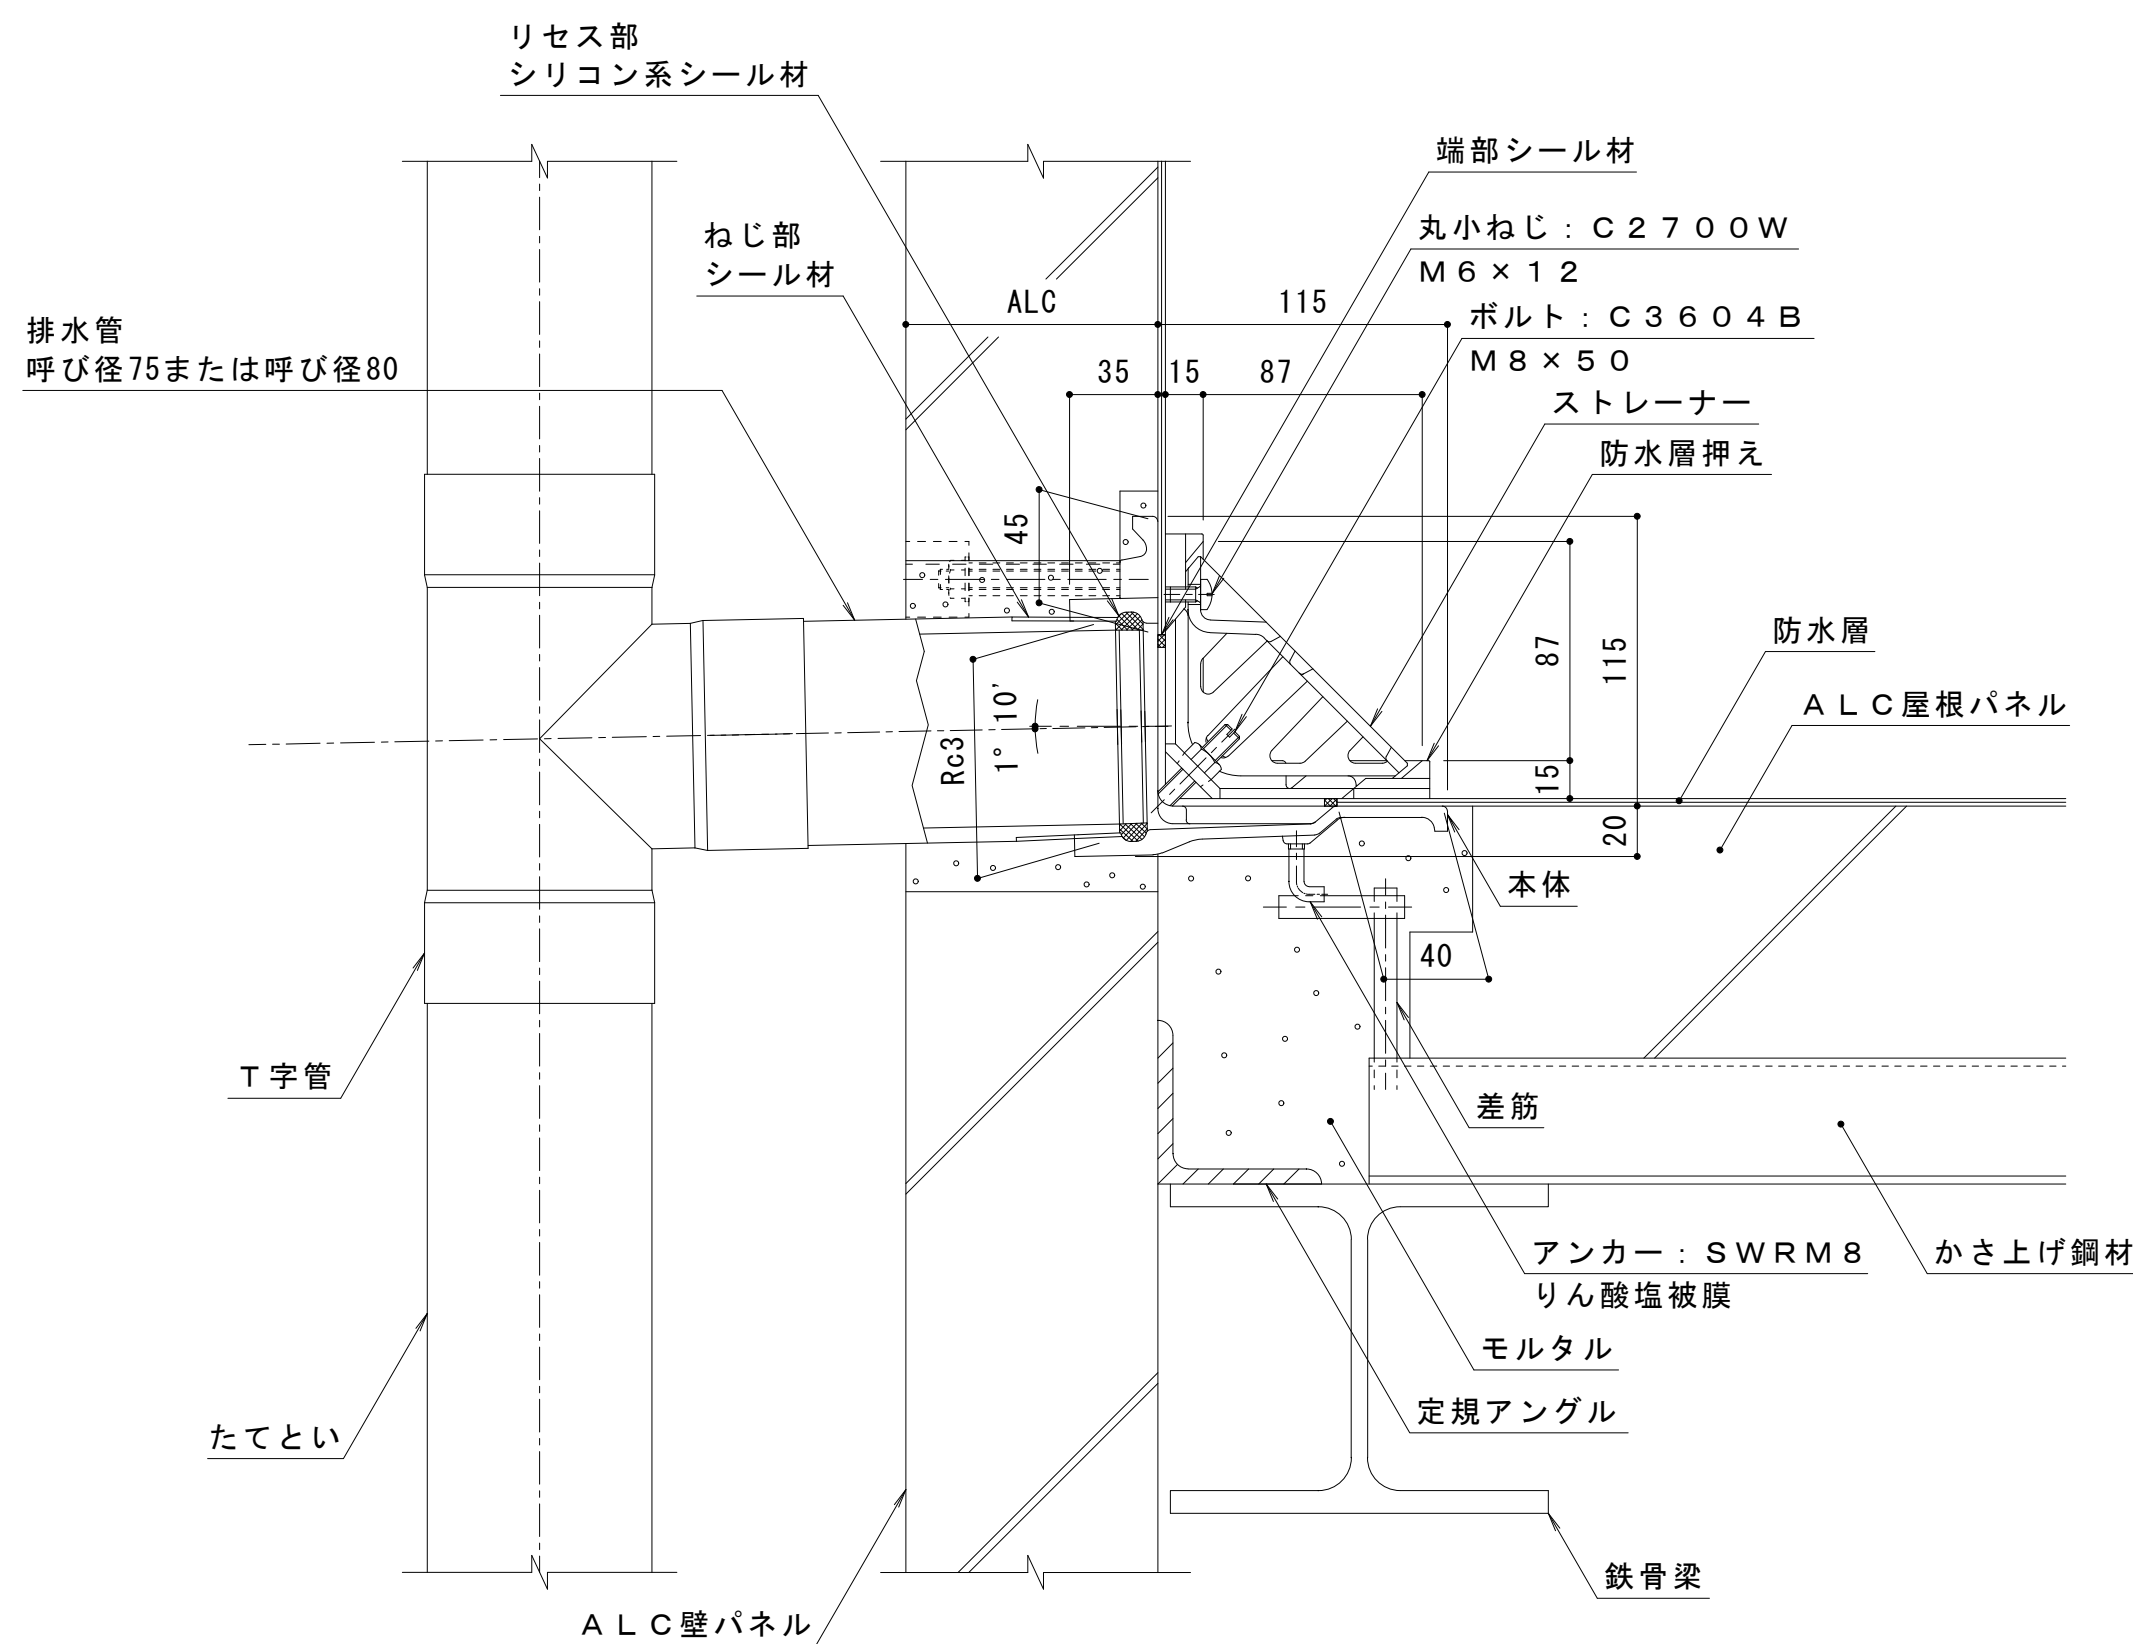 リセス部
シリコン系シール材
端部シール材
ねじ部
シール材
丸小ねじ：Ｃ２７００Ｗ
Ｍ６×１２
ALC
115
ボルト：Ｃ３６０４Ｂ
Ｍ８×５０
排水管
呼び径75または呼び径80
35
15
87
ストレーナー
防水層押え
45
防水層
87
115
ＡＬＣ屋根パネル
Rc3
1° 10'
15
20
本体
40
Ｔ字管
差筋
アンカー：ＳＷＲＭ８
りん酸塩被膜
かさ上げ鋼材
モルタル
定規アングル
たてとい
鉄骨梁
ＡＬＣ壁パネル